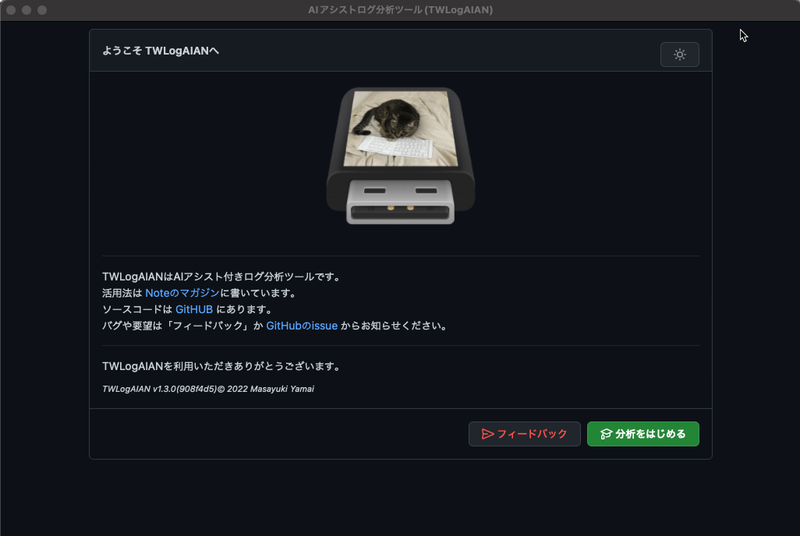 AIアシストログ分析ツール(TWLogAIAN)
ようこそ TWLogAIANへ
TWLogAIANはAIアシスト付きログ分析ツールです。
活用法は Noteのマガジンに書いています。
ソースコードは GitHUB にあります。
バグや要望は「フィードバック」か GitHubのissue からお知らせください。
TWLogAIANを利用いただきありがとうございます。
TWLogAIAN v1.3.0(908f4d5)© 2022 Masayuki Yamai
フィードバック 分析をはじめる